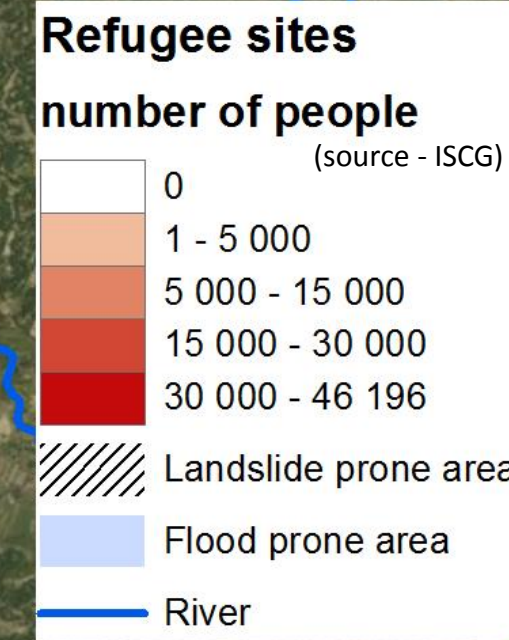 Refugee sites
number of people
(source - ISCG)
0
1 - 5 000
5 000 - 15 000
15 000 - 30 000
30 000 - 46 196
Landslide prone area
Flood prone area
River